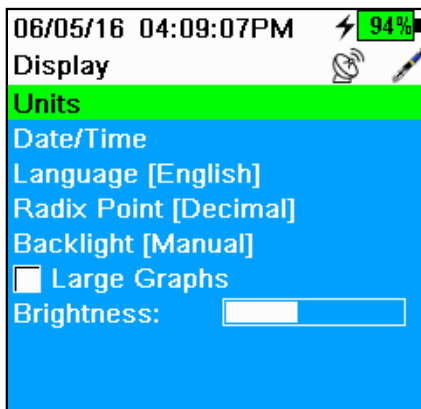 06/05/16 04:09:07PM 94%
Display
Units
Date/Time
Language [English]
Radix Point [Decimal]
Backlight [Manual]
Large Graphs
Brightness: